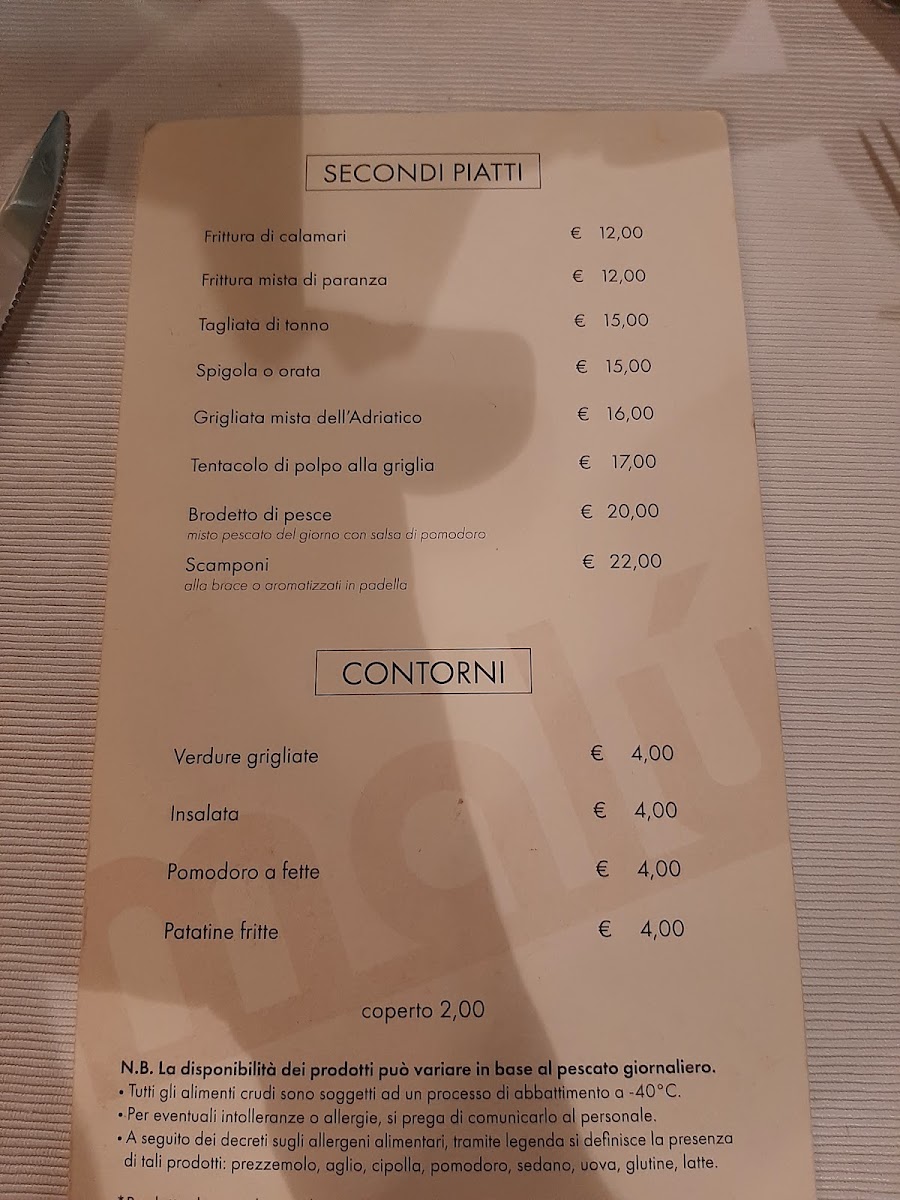 SECONDI PIATTI
Frittura di calamari € 12,00
Frittura mista di paranza € 12,00
Tagliata di tonno € 15,00
Spigola o orata € 15,00
Grigliata mista dell'Adriatico € 16,00
Tentacolo di polpo alla griglia € 17,00
Brodetto di pesce € 20,00
misto pescato del giorno con salsa di pomodoro
Scamponi € 22,00
alla brace o aromatizzati in padella
CONTORNI
malú
Verdure grigliate € 4,00
Insalata € 4,00
Pomodoro a fette € 4,00
Patatine fritte € 4,00
coperto 2,00
N.B. La disponibilità dei prodotti può variare in base al pescato giornaliero.
• Tutti gli alimenti crudi sono soggetti ad un processo di abbattimento a -40°C.
• Per eventuali intolleranze o allergie, si prega di comunicarlo al personale.
• A seguito dei decreti sugli allergeni alimentari, tramite legenda si definisce la presenza
di tali prodotti: prezzemolo, aglio, cipolla, pomodoro, sedano, uova, glutine, latte.